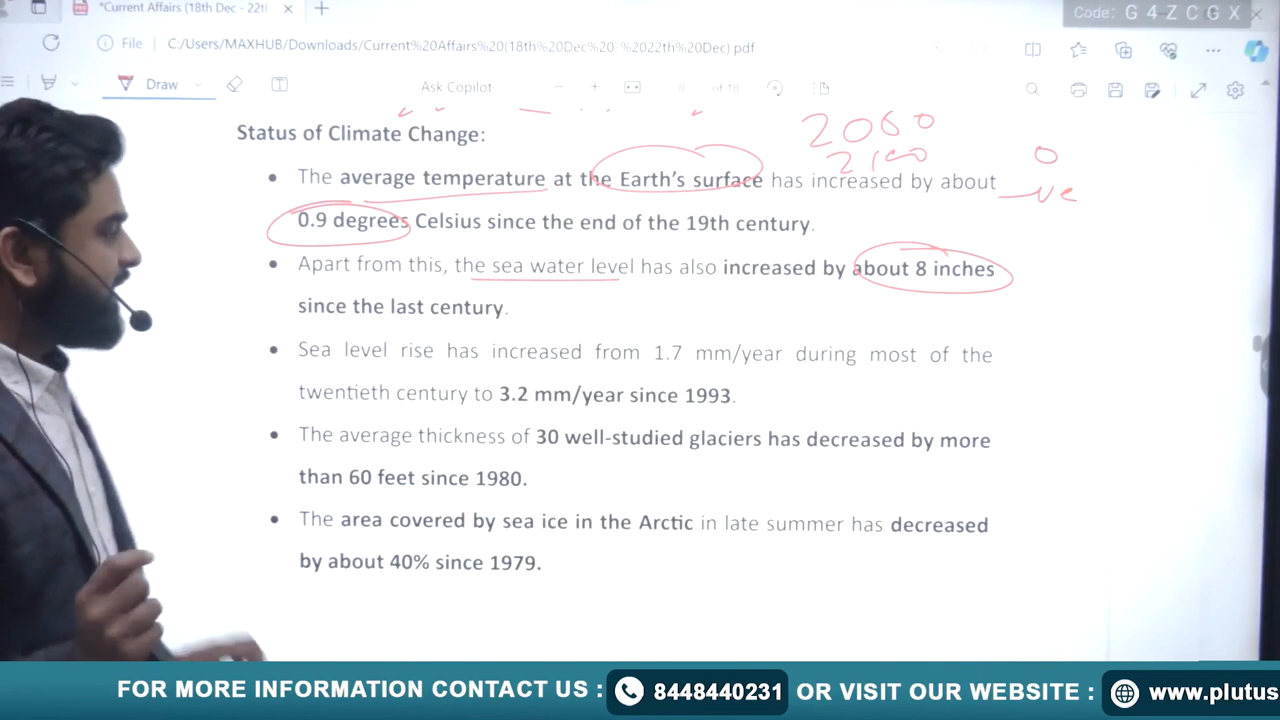 *Current Affairs (18th Dec - 22t
Code: G 4 Z C G X
File C:/Users/MAXHUB/Downloads/Current%20Affairs%20(18th%20Dec%20-%2022th%20Dec).pdf
Draw Ask Copilot 8 of 18
2060
Status of Climate Change:
2100 0
The average temperature at the Earth's surface has increased by about -ve
0.9 degrees Celsius since the end of the 19th century.
Apart from this, the sea water level has also increased by about 8 inches
since the last century.
Sea level rise has increased from 1.7 mm/year during most of the
twentieth century to 3.2 mm/year since 1993.
The average thickness of 30 well-studied glaciers has decreased by more
than 60 feet since 1980.
The area covered by sea ice in the Arctic in late summer has decreased
by about 40% since 1979.
FOR MORE INFORMATION CONTACT US : 8448440231 OR VISIT OUR WEBSITE : www.plutus